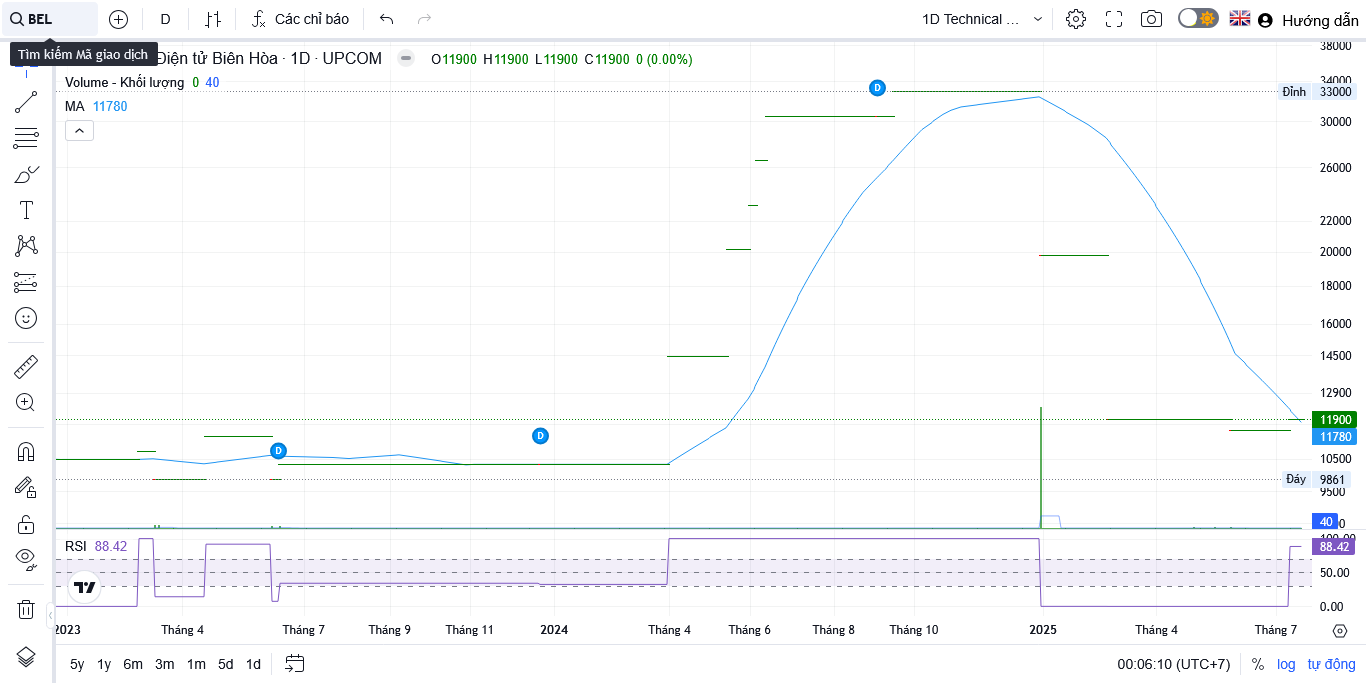 BEL
D
Các chỉ báo
1D Technical ...
Hướng dẫn
Tìm kiếm Mã giao dịch
Điện tử Biên Hòa · 1D · UPCOM
O11900 H11900 L11900 C11900 0 (0.00%)
Volume - Khối lượng 0 40
MA 11780
D
D
D
38000
34000
Đỉnh 33000
30000
26000
22000
20000
18000
16000
14500
12900
11900
11780
10500
Đáy 9861
9500
40
100.00
RSI 88.42
88.42
50.00
0.00
2023 Tháng 4 Tháng 7 Tháng 9 Tháng 11 2024 Tháng 4 Tháng 6 Tháng 8 Tháng 10 2025 Tháng 4 Tháng 7
5y 1y 6m 3m 1m 5d 1d
00:06:10 (UTC+7) % log tự động